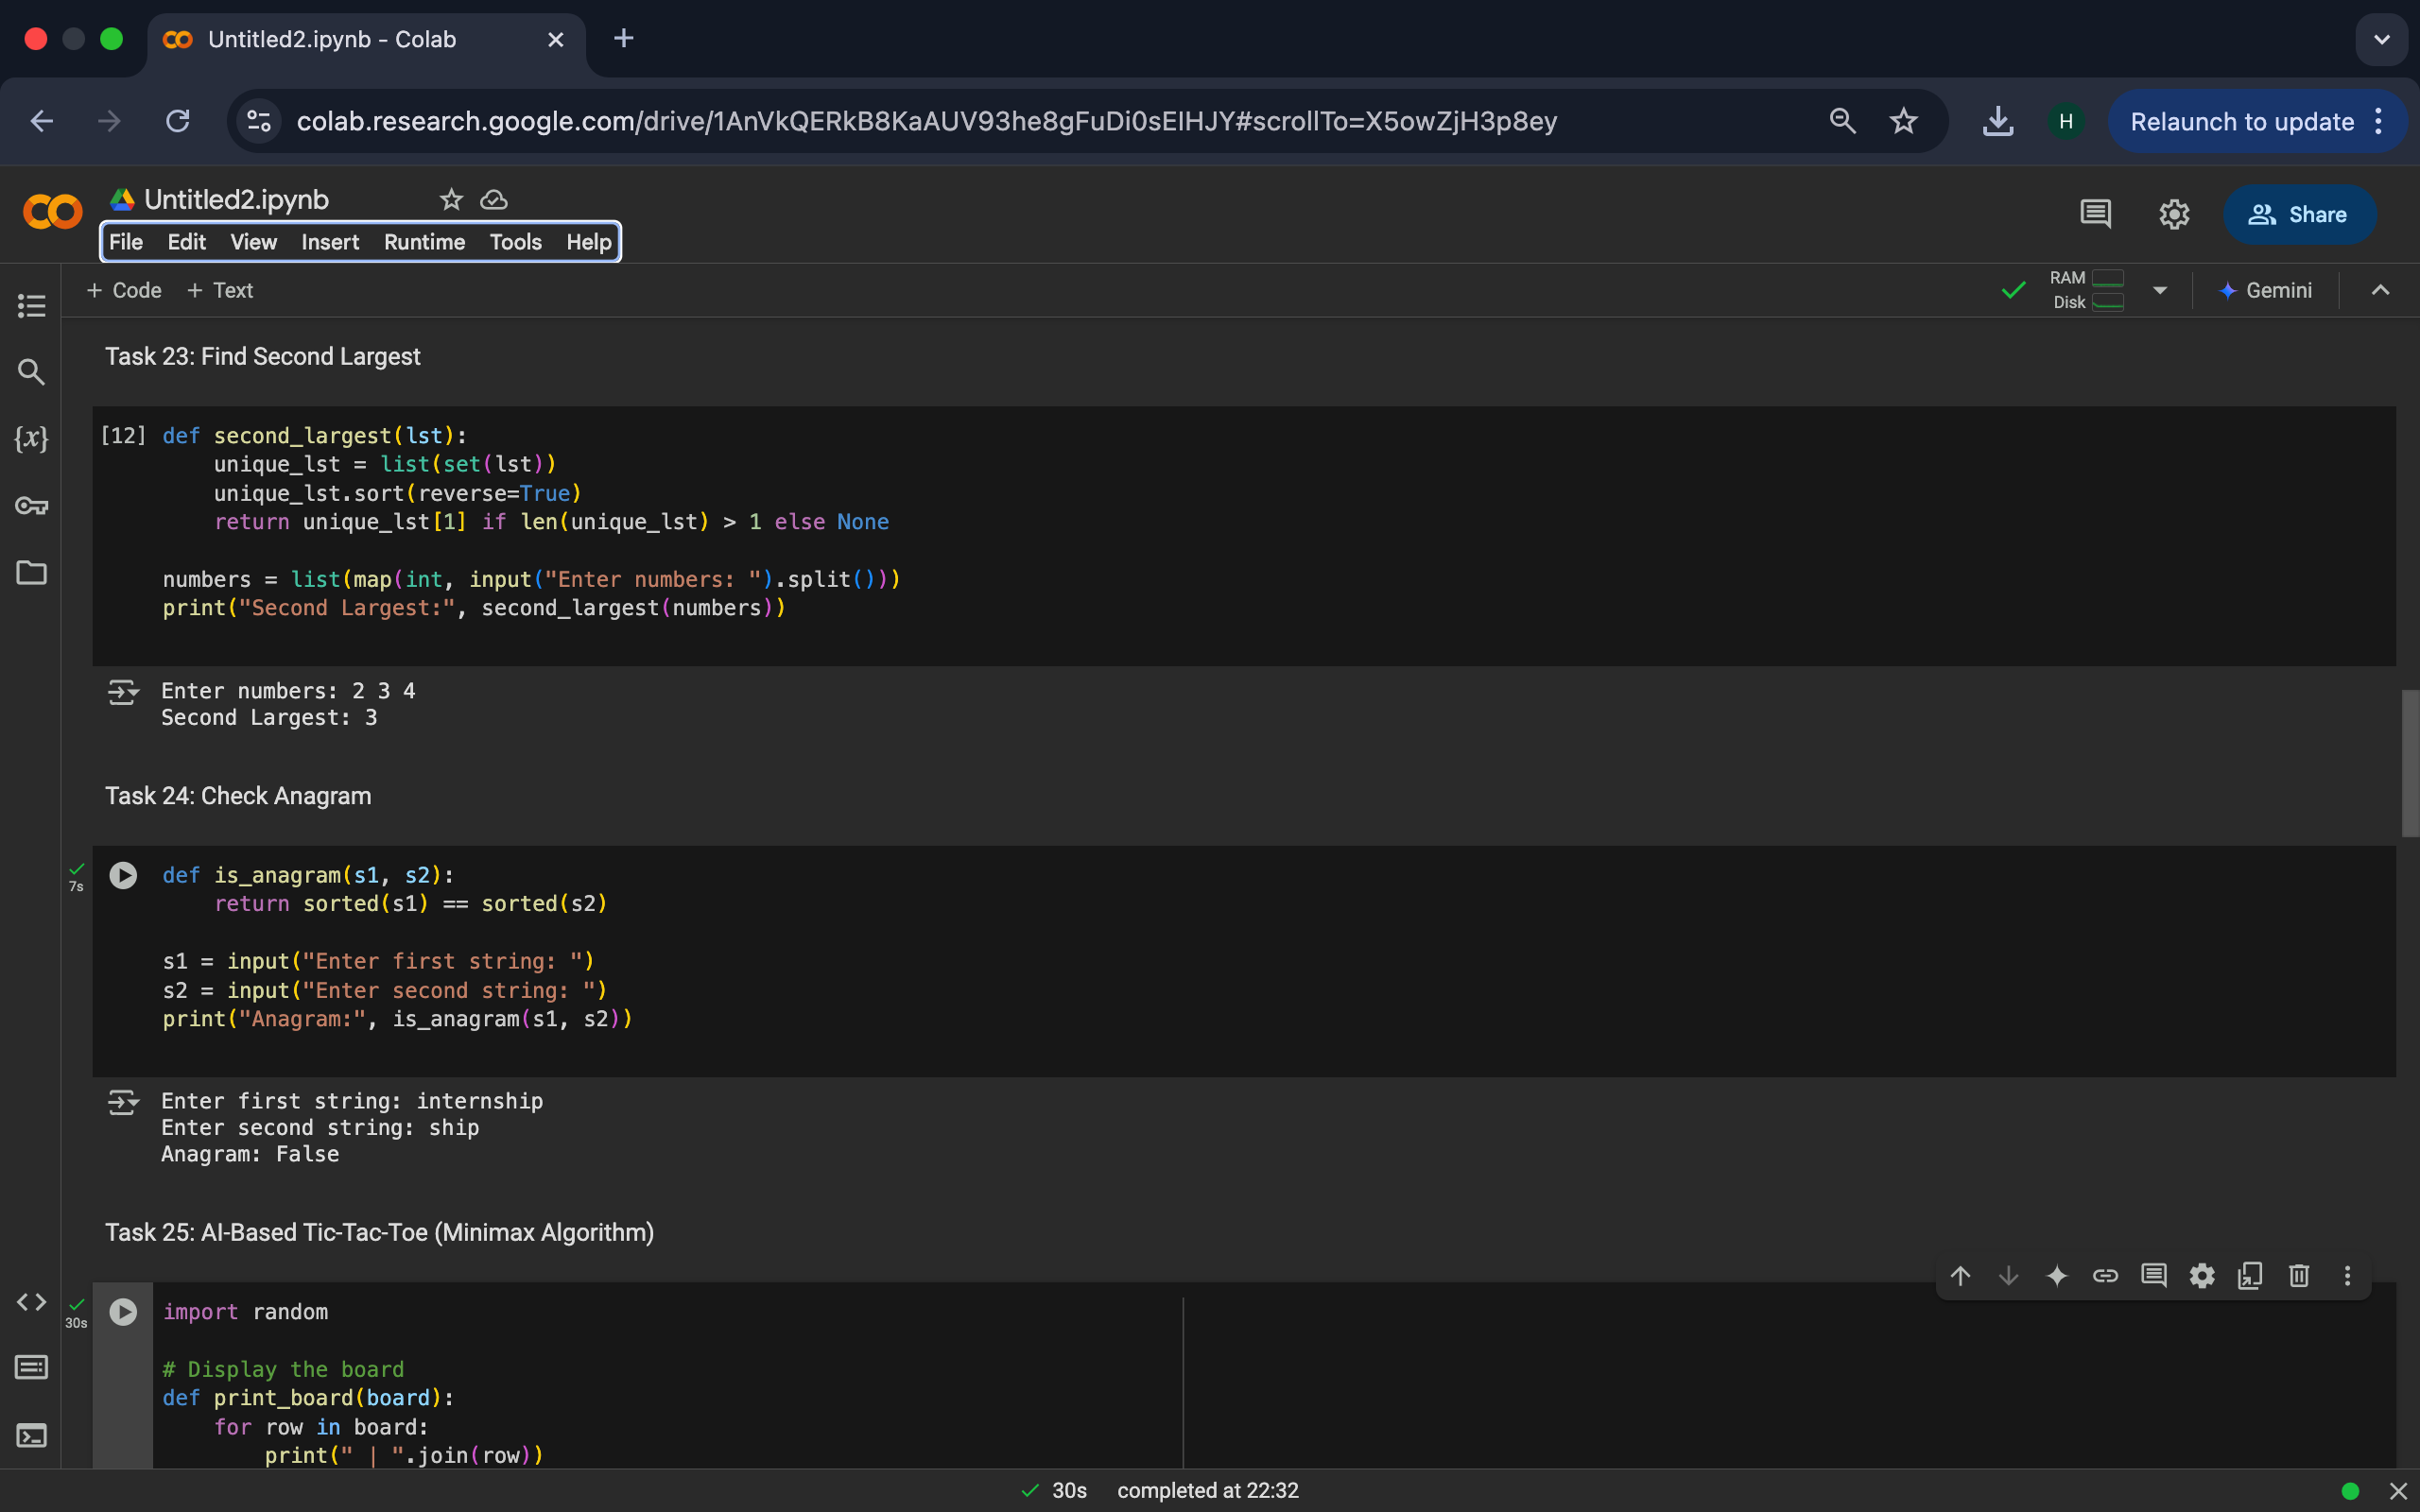 Untitled2.ipynb - Colab
colab.research.google.com/drive/1AnVkQERkB8KaAUV93he8gFuDi0sEIHJY#scrollTo=X5owZjH3p8ey
H
Relaunch to update
Untitled2.ipynb
File Edit View Insert Runtime Tools Help
Share
+ Code + Text
RAM
Disk
Gemini
Task 23: Find Second Largest
[12] def second_largest(lst):
    unique_lst = list(set(lst))
    unique_lst.sort(reverse=True)
    return unique_lst[1] if len(unique_lst) > 1 else None
numbers = list(map(int, input("Enter numbers: ").split()))
print("Second Largest:", second_largest(numbers))
Enter numbers: 2 3 4
Second Largest: 3
Task 24: Check Anagram
7s
def is_anagram(s1, s2):
    return sorted(s1) == sorted(s2)
s1 = input("Enter first string: ")
s2 = input("Enter second string: ")
print("Anagram:", is_anagram(s1, s2))
Enter first string: internship
Enter second string: ship
Anagram: False
Task 25: AI-Based Tic-Tac-Toe (Minimax Algorithm)
30s
import random
# Display the board
def print_board(board):
    for row in board:
        print(" | ".join(row))
30s completed at 22:32